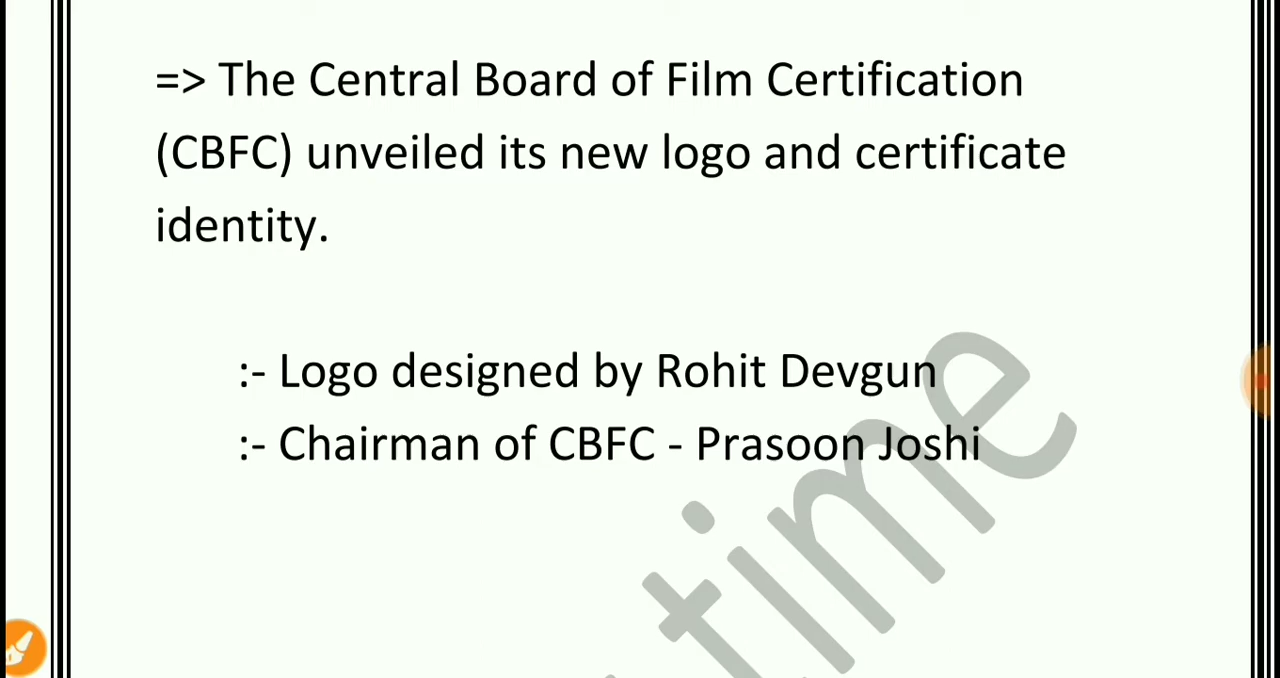 => The Central Board of Film Certification
(CBFC) unveiled its new logo and certificate
identity.
:- Logo designed by Rohit Devgun
:- Chairman of CBFC - Prasoon Joshi
time